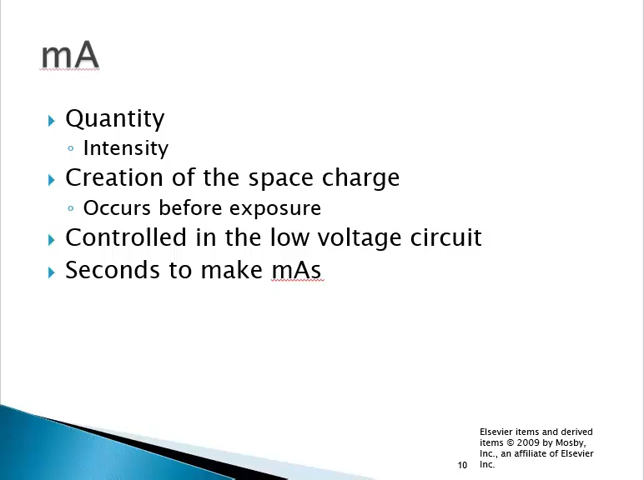 mA
Quantity
Intensity
Creation of the space charge
Occurs before exposure
Controlled in the low voltage circuit
Seconds to make mAs
Elsevier items and derived
items © 2009 by Mosby,
Inc., an affiliate of Elsevier
Inc.
10